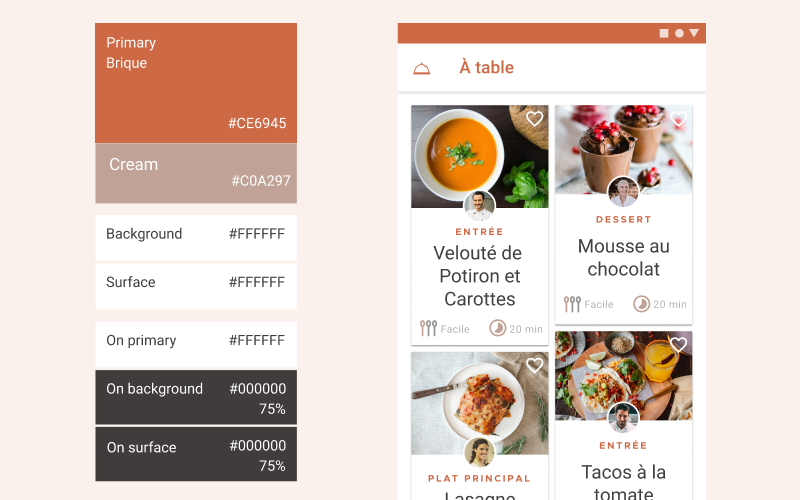 Primary
Brique
#CE6945
Cream
#C0A297
Background #FFFFFF
Surface #FFFFFF
On primary #FFFFFF
On background #000000
75%
On surface #000000
75%
À table
ENTRÉE
Velouté de
Potiron et
Carottes
Facile 20 min
DESSERT
Mousse au
chocolat
Facile 20 min
PLAT PRINCIPAL
Lasagne
ENTRÉE
Tacos à la
tomate